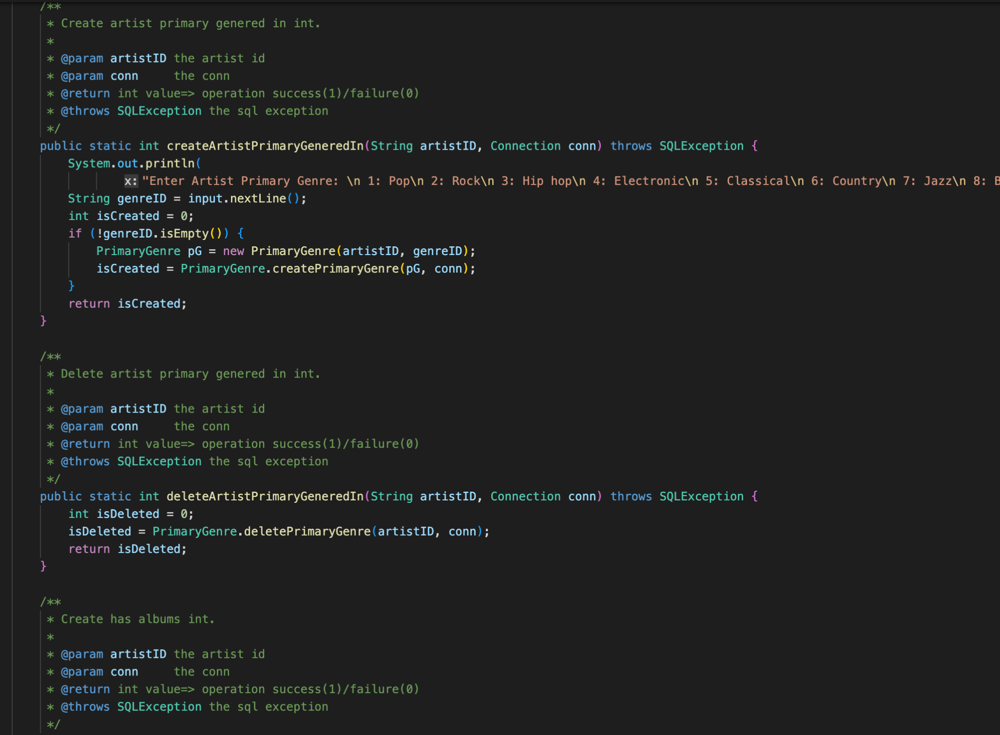 /**
* Create artist primary genered in int.
*
* @param artistID the artist id
* @param conn     the conn
* @return int value=> operation success(1)/failure(0)
* @throws SQLException the sql exception
*/
public static int createArtistPrimaryGeneredIn(String artistID, Connection conn) throws SQLException {
System.out.println(
x: "Enter Artist Primary Genre: \n 1: Pop\n 2: Rock\n 3: Hip hop\n 4: Electronic\n 5: Classical\n 6: Country\n 7: Jazz\n 8: B
String genreID = input.nextLine();
int isCreated = 0;
if (!genreID.isEmpty()) {
PrimaryGenre pG = new PrimaryGenre(artistID, genreID);
isCreated = PrimaryGenre.createPrimaryGenre(pG, conn);
}
return isCreated;
}
/**
* Delete artist primary genered in int.
*
* @param artistID the artist id
* @param conn     the conn
* @return int value=> operation success(1)/failure(0)
* @throws SQLException the sql exception
*/
public static int deleteArtistPrimaryGeneredIn(String artistID, Connection conn) throws SQLException {
int isDeleted = 0;
isDeleted = PrimaryGenre.deletePrimaryGenre(artistID, conn);
return isDeleted;
}
/**
* Create has albums int.
*
* @param artistID the artist id
* @param conn     the conn
* @return int value=> operation success(1)/failure(0)
* @throws SQLException the sql exception
*/